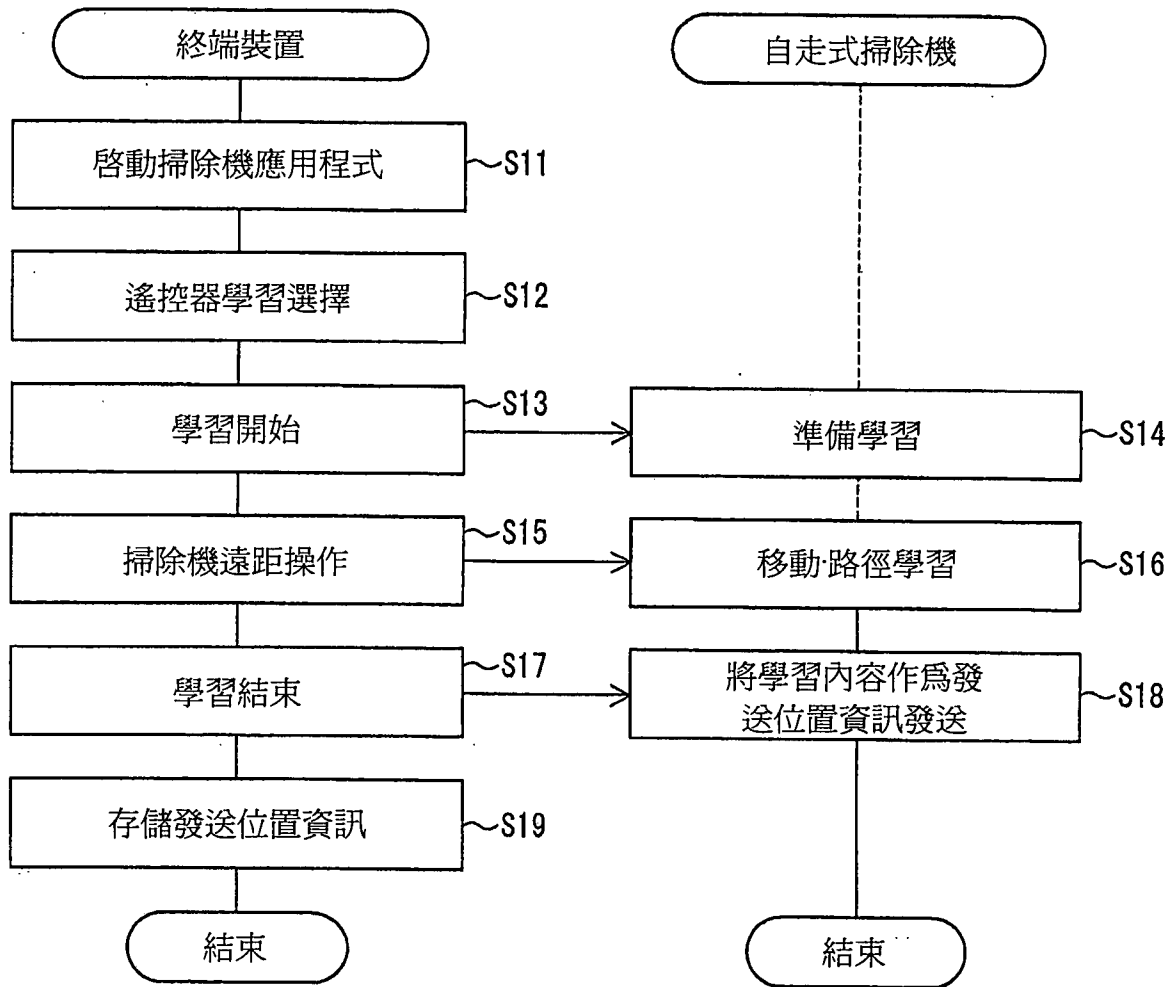 終端裝置
自走式掃除機
啓動掃除機應用程式
S11
遙控器學習選擇
S12
學習開始
S13
準備學習
S14
掃除機遠距操作
S15
移動·路徑學習
S16
學習結束
S17
將學習內容作爲發
送位置資訊發送
S18
存儲發送位置資訊
S19
結束
結束